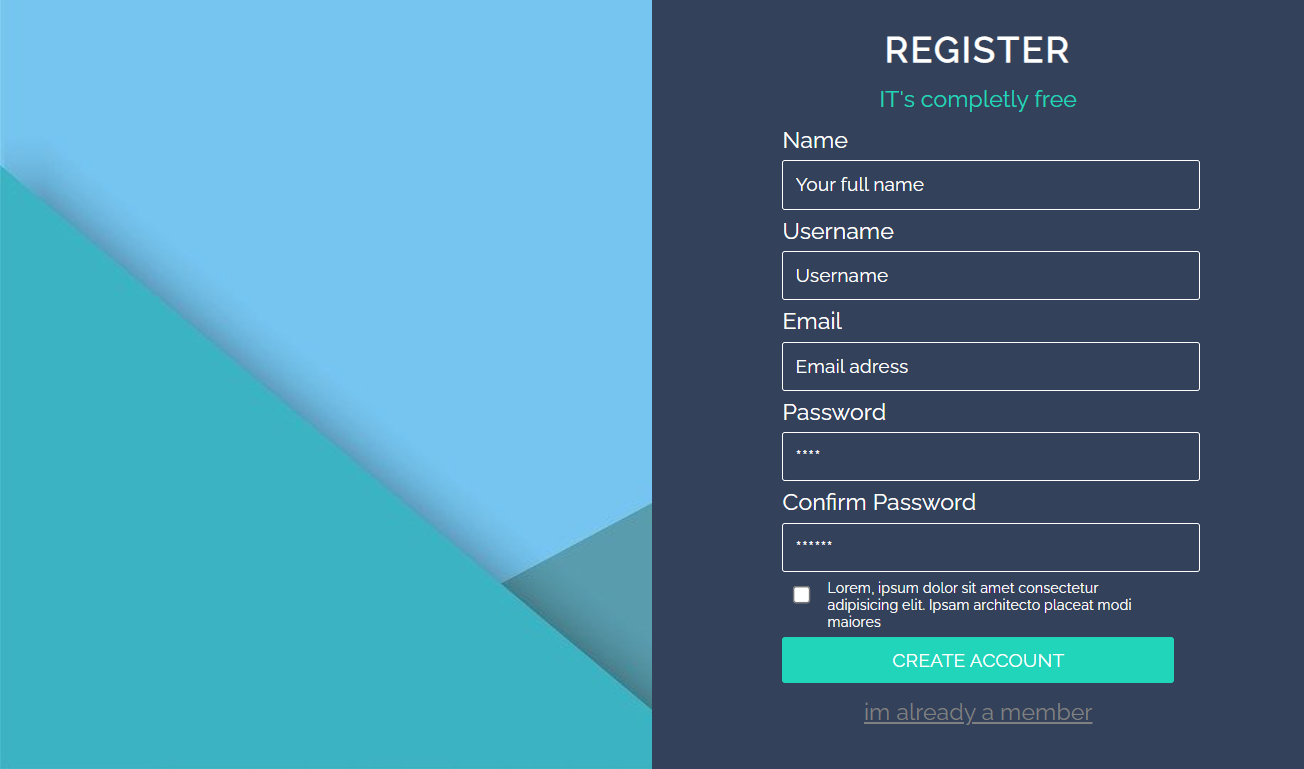 REGISTER
IT's completly free
Name
Your full name
Username
Username
Email
Email adress
Password
****
Confirm Password
******
Lorem, ipsum dolor sit amet consectetur
adipisicing elit. Ipsam architecto placeat modi
maiores
CREATE ACCOUNT
im already a member